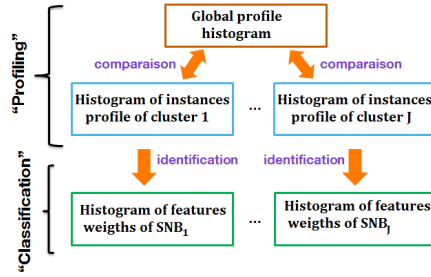 Global profile
histogram
comparaison
comparaison
"Profiling"
Histogram of instances
profile of cluster 1
...
Histogram of instances
profile of cluster J
identification
identification
"Classification"
Histogram of features
weigths of SNB1
...
Histogram of features
weigths of SNBJ